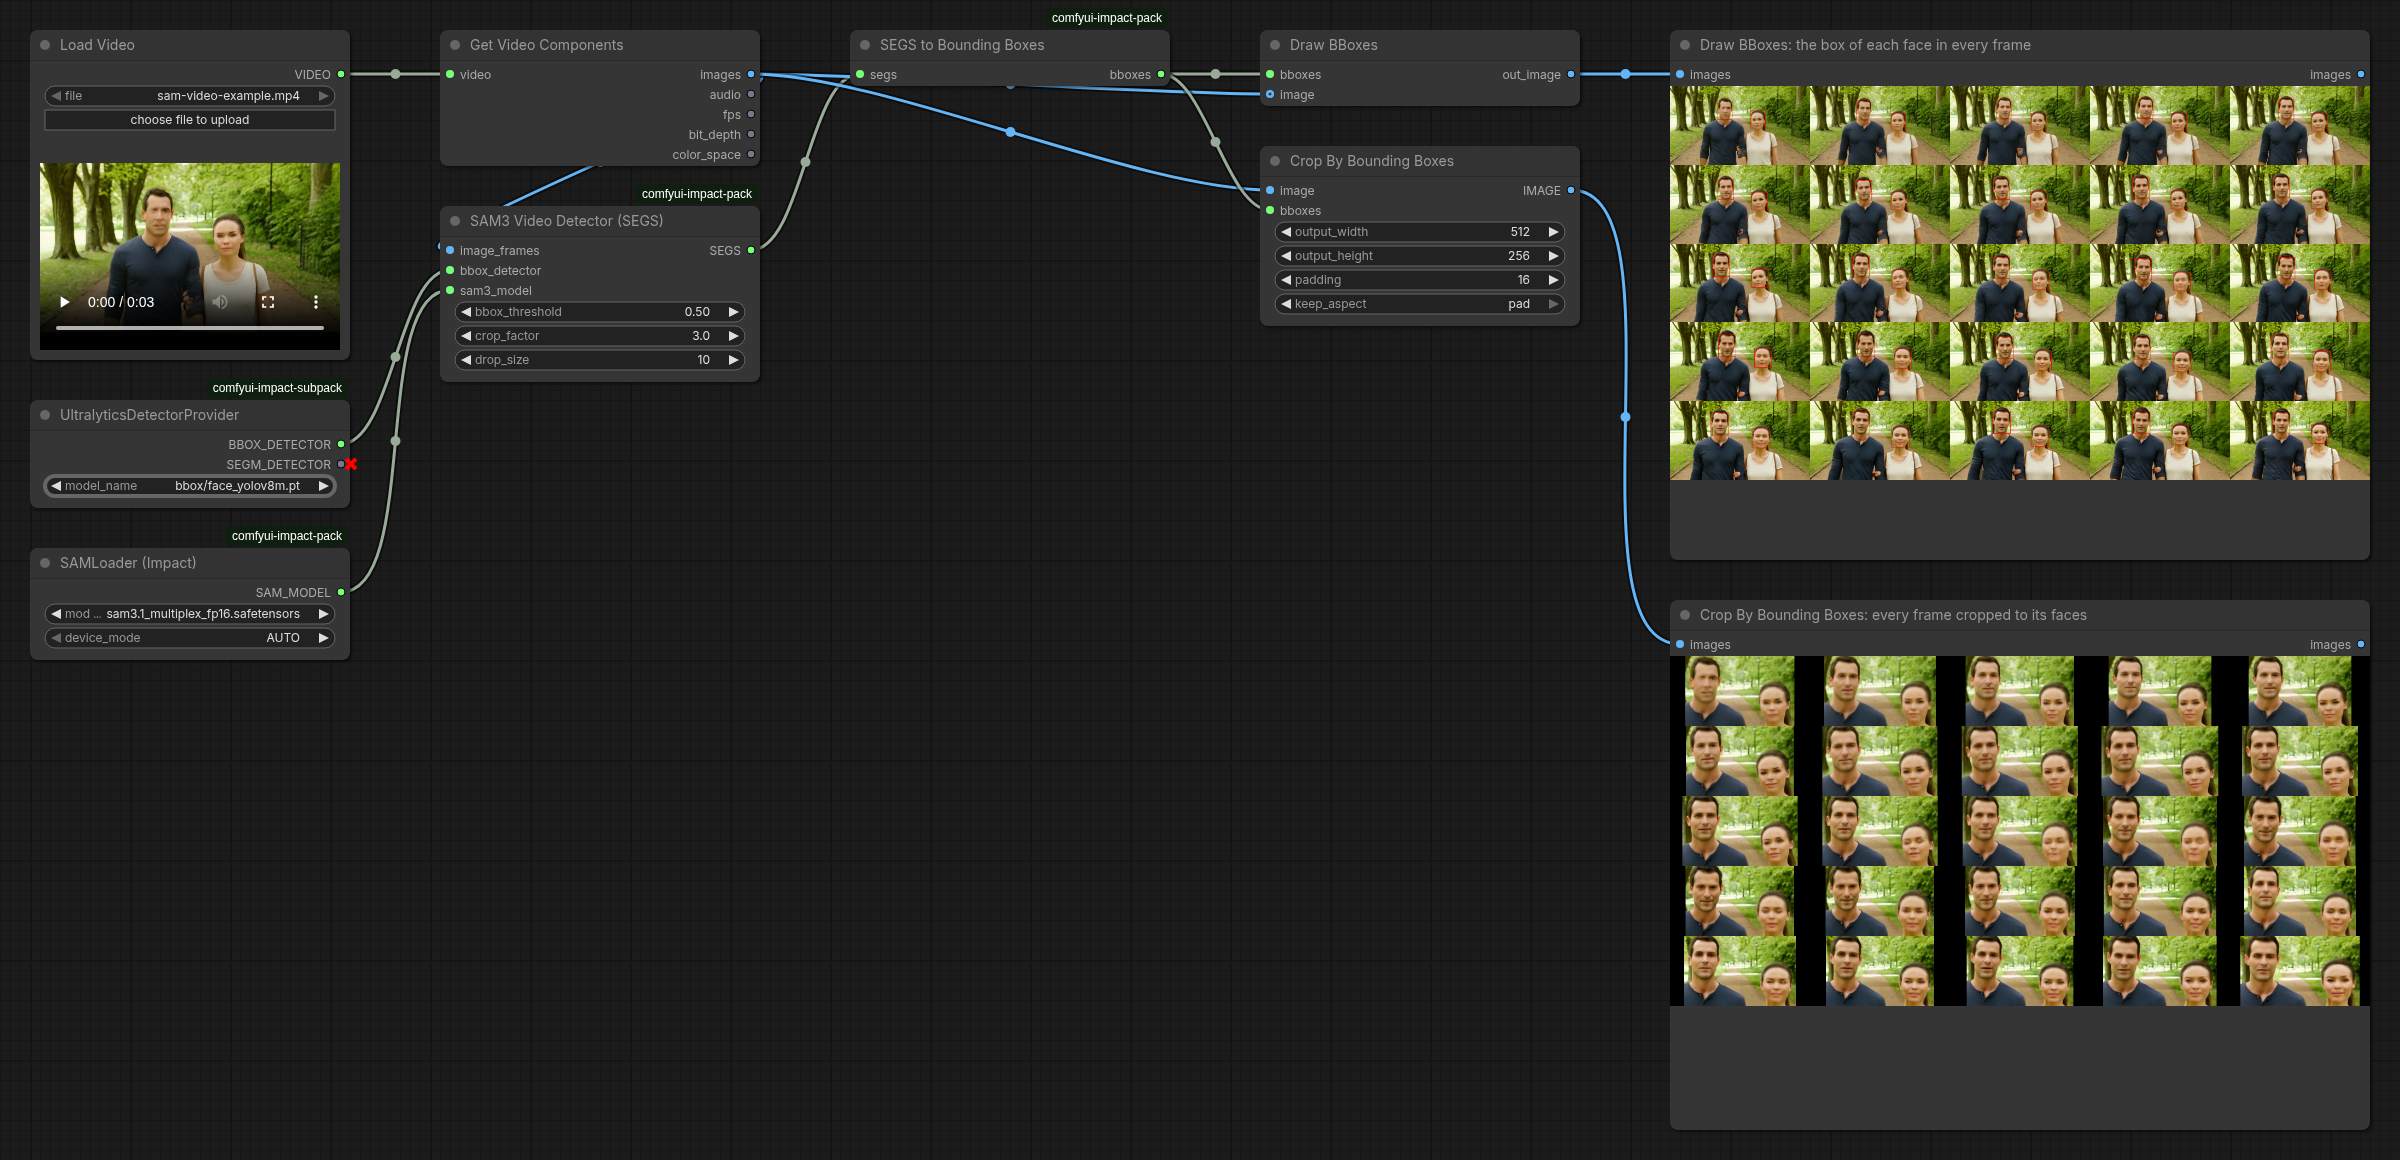 Load Video
VIDEO
file sam-video-example.mp4
choose file to upload
0:00 / 0:03
comfyui-impact-subpack
UltralyticsDetectorProvider
BBOX_DETECTOR
SEGM_DETECTOR
model_name bbox/face_yolov8m.pt
comfyui-impact-pack
SAMLoader (Impact)
SAM_MODEL
mod ... sam3.1_multiplex_fp16.safetensors
device_mode AUTO
Get Video Components
video images
audio
fps
bit_depth
color_space
comfyui-impact-pack
SAM3 Video Detector (SEGS)
image_frames SEGS
bbox_detector
sam3_model
bbox_threshold 0.50
crop_factor 3.0
drop_size 10
comfyui-impact-pack
SEGS to Bounding Boxes
segs bboxes
Draw BBoxes
bboxes out_image
image
Crop By Bounding Boxes
image IMAGE
bboxes
output_width 512
output_height 256
padding 16
keep_aspect pad
Draw BBoxes: the box of each face in every frame
images images
Crop By Bounding Boxes: every frame cropped to its faces
images images